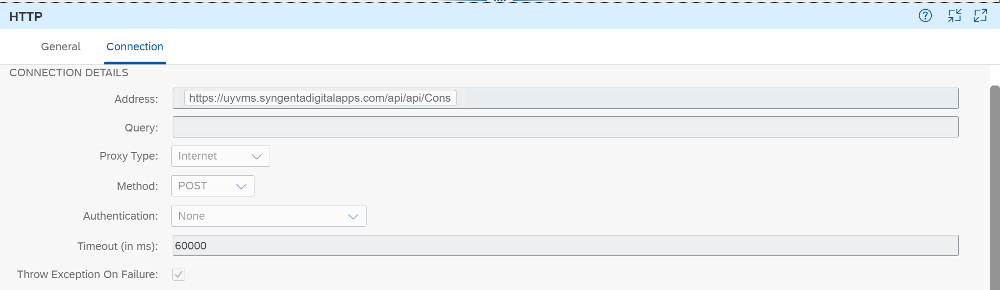 HTTP
General Connection
CONNECTION DETAILS
Address: https://uyvms.syngentadigitalapps.com/api/api/Cons
Query:
Proxy Type: Internet
Method: POST
Authentication: None
Timeout (in ms): 60000
Throw Exception On Failure: